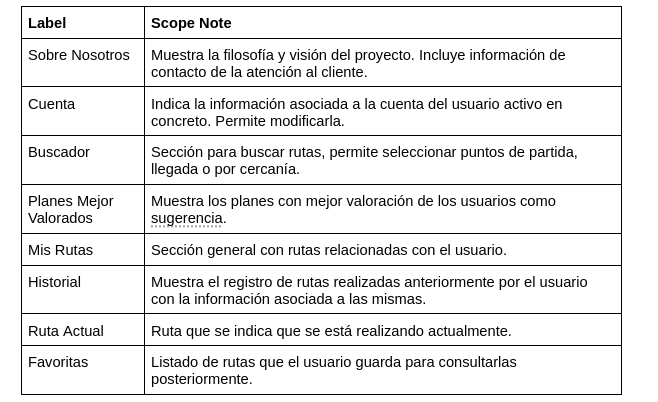 Label Scope Note
Sobre Nosotros Muestra la filosofía y visión del proyecto. Incluye información de
contacto de la atención al cliente.
Cuenta Indica la información asociada a la cuenta del usuario activo en
concreto. Permite modificarla.
Buscador Sección para buscar rutas, permite seleccionar puntos de partida,
llegada o por cercanía.
Planes Mejor Muestra los planes con mejor valoración de los usuarios como
Valorados sugerencia.
Mis Rutas Sección general con rutas relacionadas con el usuario.
Historial Muestra el registro de rutas realizadas anteriormente por el usuario
con la información asociada a las mismas.
Ruta Actual Ruta que se indica que se está realizando actualmente.
Favoritas Listado de rutas que el usuario guarda para consultarlas
posteriormente.